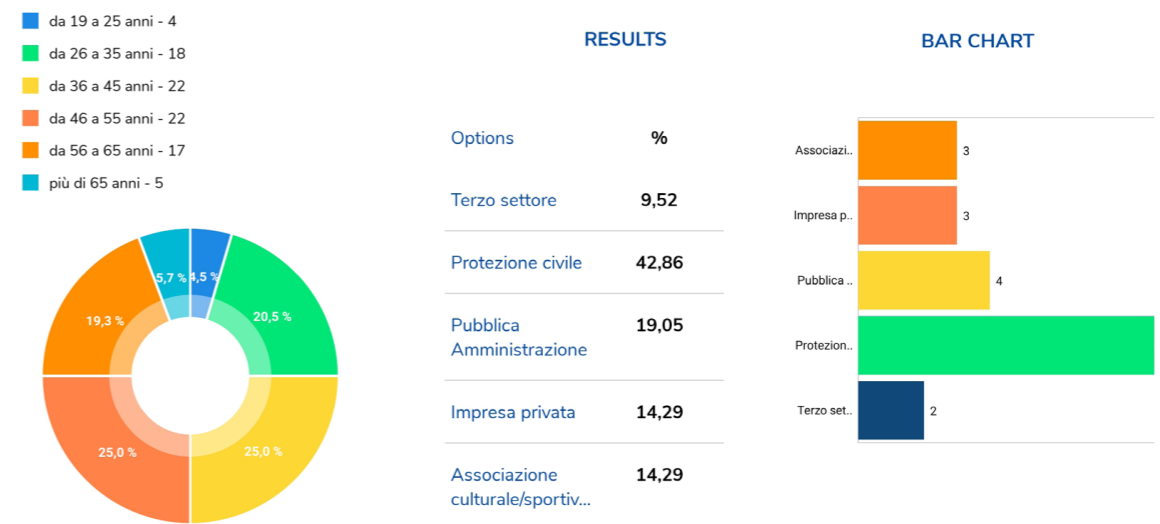 da 19 a 25 anni - 4
da 26 a 35 anni - 18
da 36 a 45 anni - 22
da 46 a 55 anni - 22
da 56 a 65 anni - 17
più di 65 anni - 5
5,7 %
4,5 %
19,3 %
20,5 %
25,0 %
25,0 %
RESULTS
Options %
Terzo settore 9,52
Protezione civile 42,86
Pubblica 19,05
Amministrazione
Impresa privata 14,29
Associazione 14,29
culturale/sportiv...
BAR CHART
Associazi.. 3
Impresa p.. 3
Pubblica .. 4
Protezion..
Terzo set.. 2